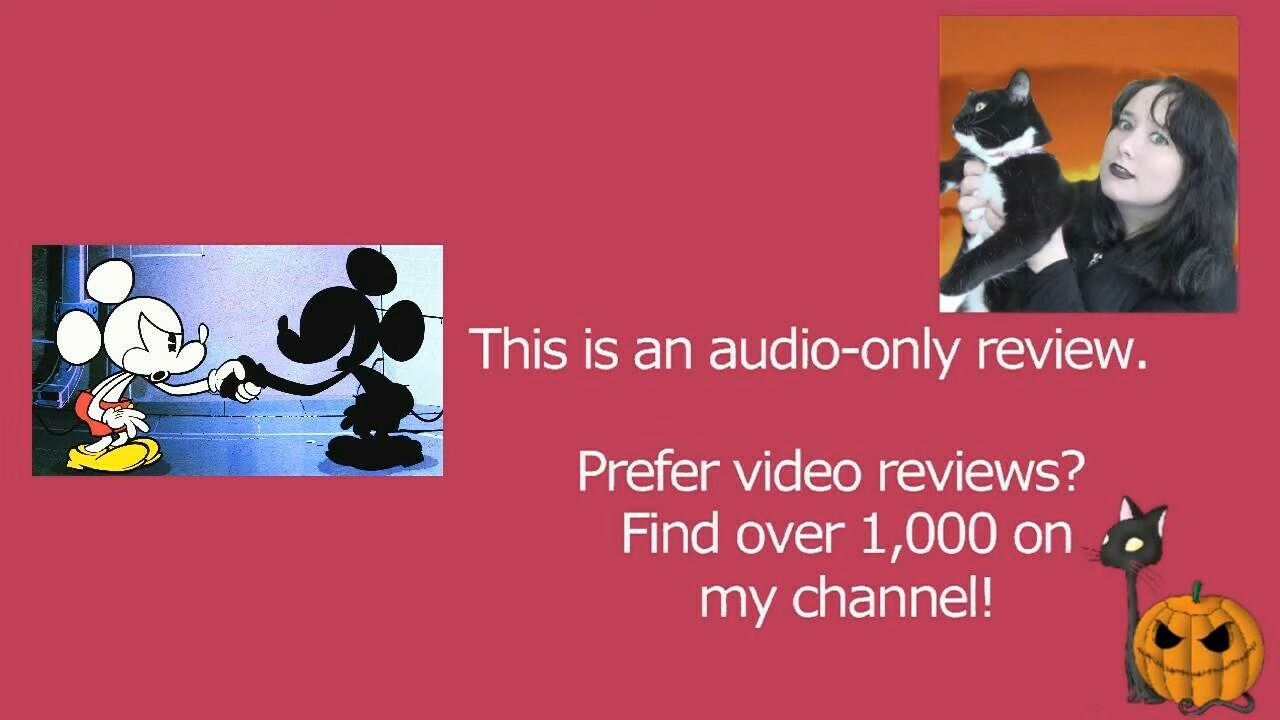 This is an audio-only review.
Prefer video reviews?
Find over 1,000 on
my channel!